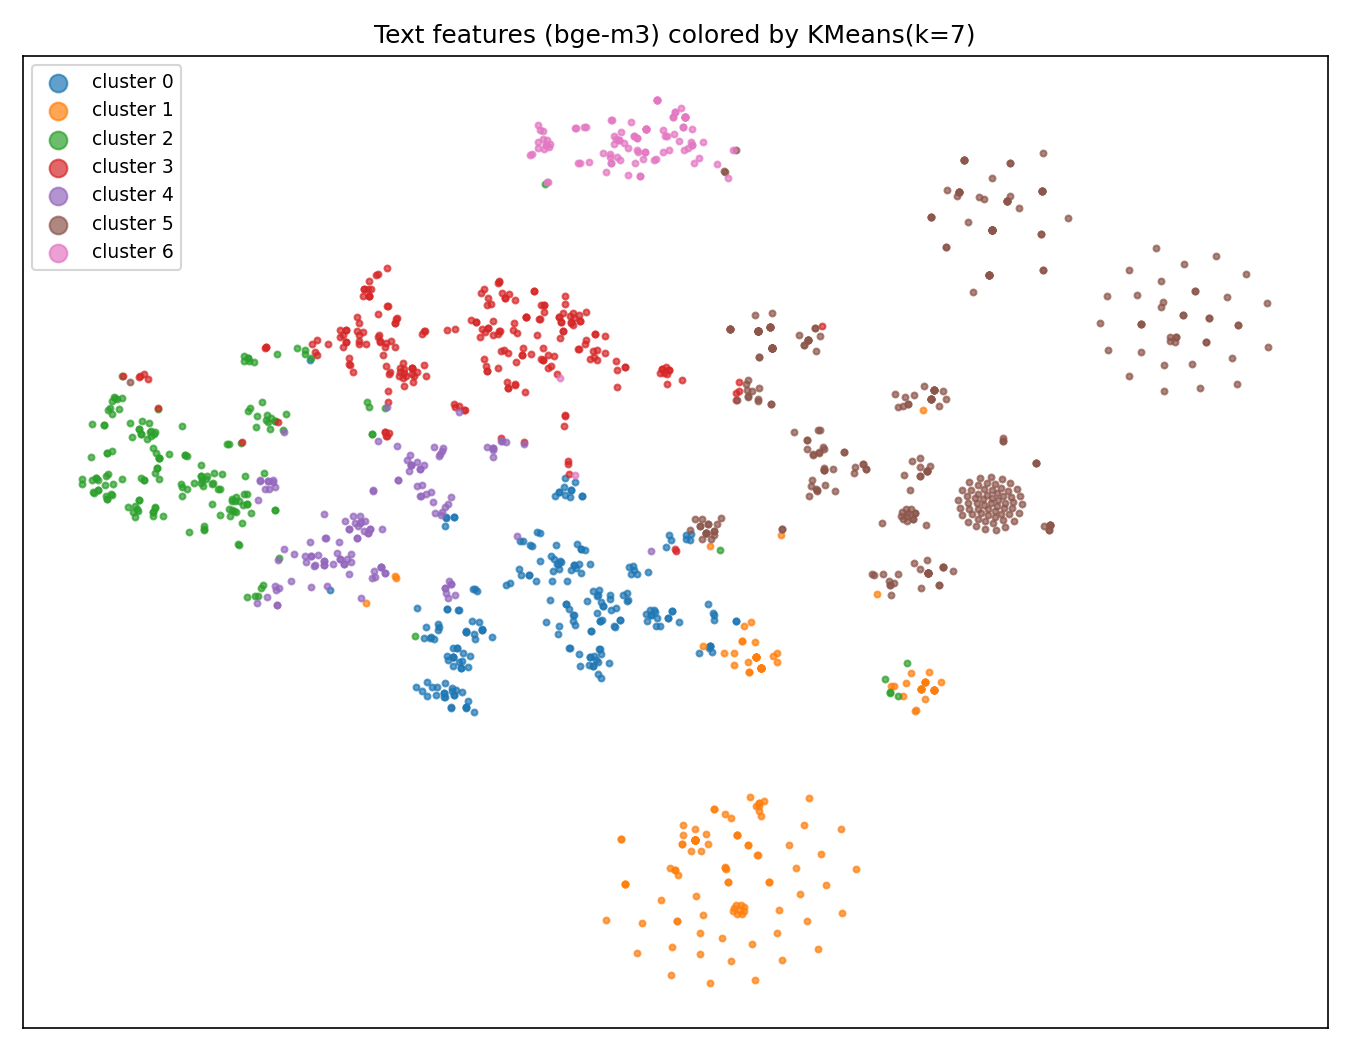 Text features (bge-m3) colored by KMeans(k=7)
cluster 0
cluster 1
cluster 2
cluster 3
cluster 4
cluster 5
cluster 6